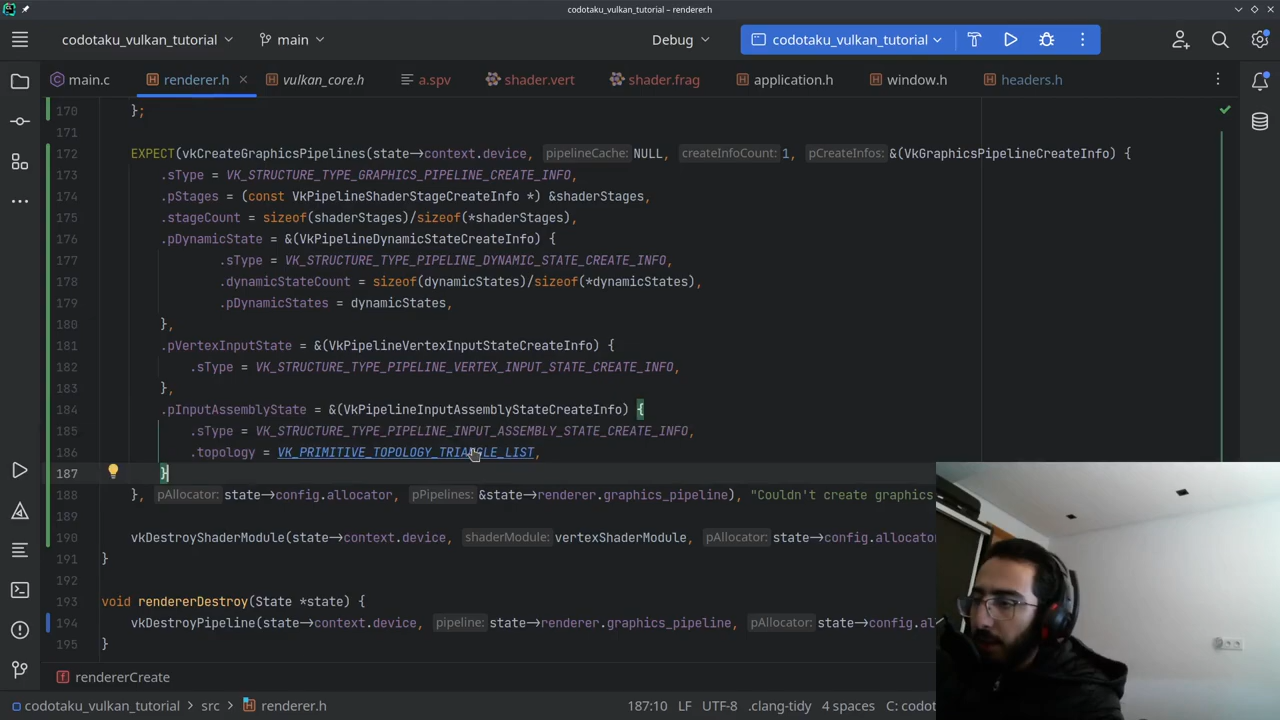 codotaku_vulkan_tutorial – renderer.h
codotaku_vulkan_tutorial
main
Debug
codotaku_vulkan_tutorial
main.c
renderer.h
vulkan_core.h
a.spv
shader.vert
shader.frag
application.h
window.h
headers.h
170 };
171
172 EXPECT(vkCreateGraphicsPipelines(state→context.device, pipelineCache: NULL, createInfoCount: 1, pCreateInfos: &(VkGraphicsPipelineCreateInfo) {
173 .sType = VK_STRUCTURE_TYPE_GRAPHICS_PIPELINE_CREATE_INFO,
174 .pStages = (const VkPipelineShaderStageCreateInfo *) &shaderStages,
175 .stageCount = sizeof(shaderStages)/sizeof(*shaderStages),
176 .pDynamicState = &(VkPipelineDynamicStateCreateInfo) {
177 .sType = VK_STRUCTURE_TYPE_PIPELINE_DYNAMIC_STATE_CREATE_INFO,
178 .dynamicStateCount = sizeof(dynamicStates)/sizeof(*dynamicStates),
179 .pDynamicStates = dynamicStates,
180 },
181 .pVertexInputState = &(VkPipelineVertexInputStateCreateInfo) {
182 .sType = VK_STRUCTURE_TYPE_PIPELINE_VERTEX_INPUT_STATE_CREATE_INFO,
183 },
184 .pInputAssemblyState = &(VkPipelineInputAssemblyStateCreateInfo) {
185 .sType = VK_STRUCTURE_TYPE_PIPELINE_INPUT_ASSEMBLY_STATE_CREATE_INFO,
186 .topology = VK_PRIMITIVE_TOPOLOGY_TRIANGLE_LIST,
187 }
188 }, pAllocator: state→config.allocator, pPipelines: &state→renderer.graphics_pipeline), "Couldn't create graphics
189
190 vkDestroyShaderModule(state→context.device, shaderModule: vertexShaderModule, pAllocator: state→config.allocator
191 }
192
193 void rendererDestroy(State *state) {
194 vkDestroyPipeline(state→context.device, pipeline: state→renderer.graphics_pipeline, pAllocator: state→config.al
195 }
rendererCreate
codotaku_vulkan_tutorial > src > renderer.h
187:10 LF UTF-8 .clang-tidy 4 spaces C: codo